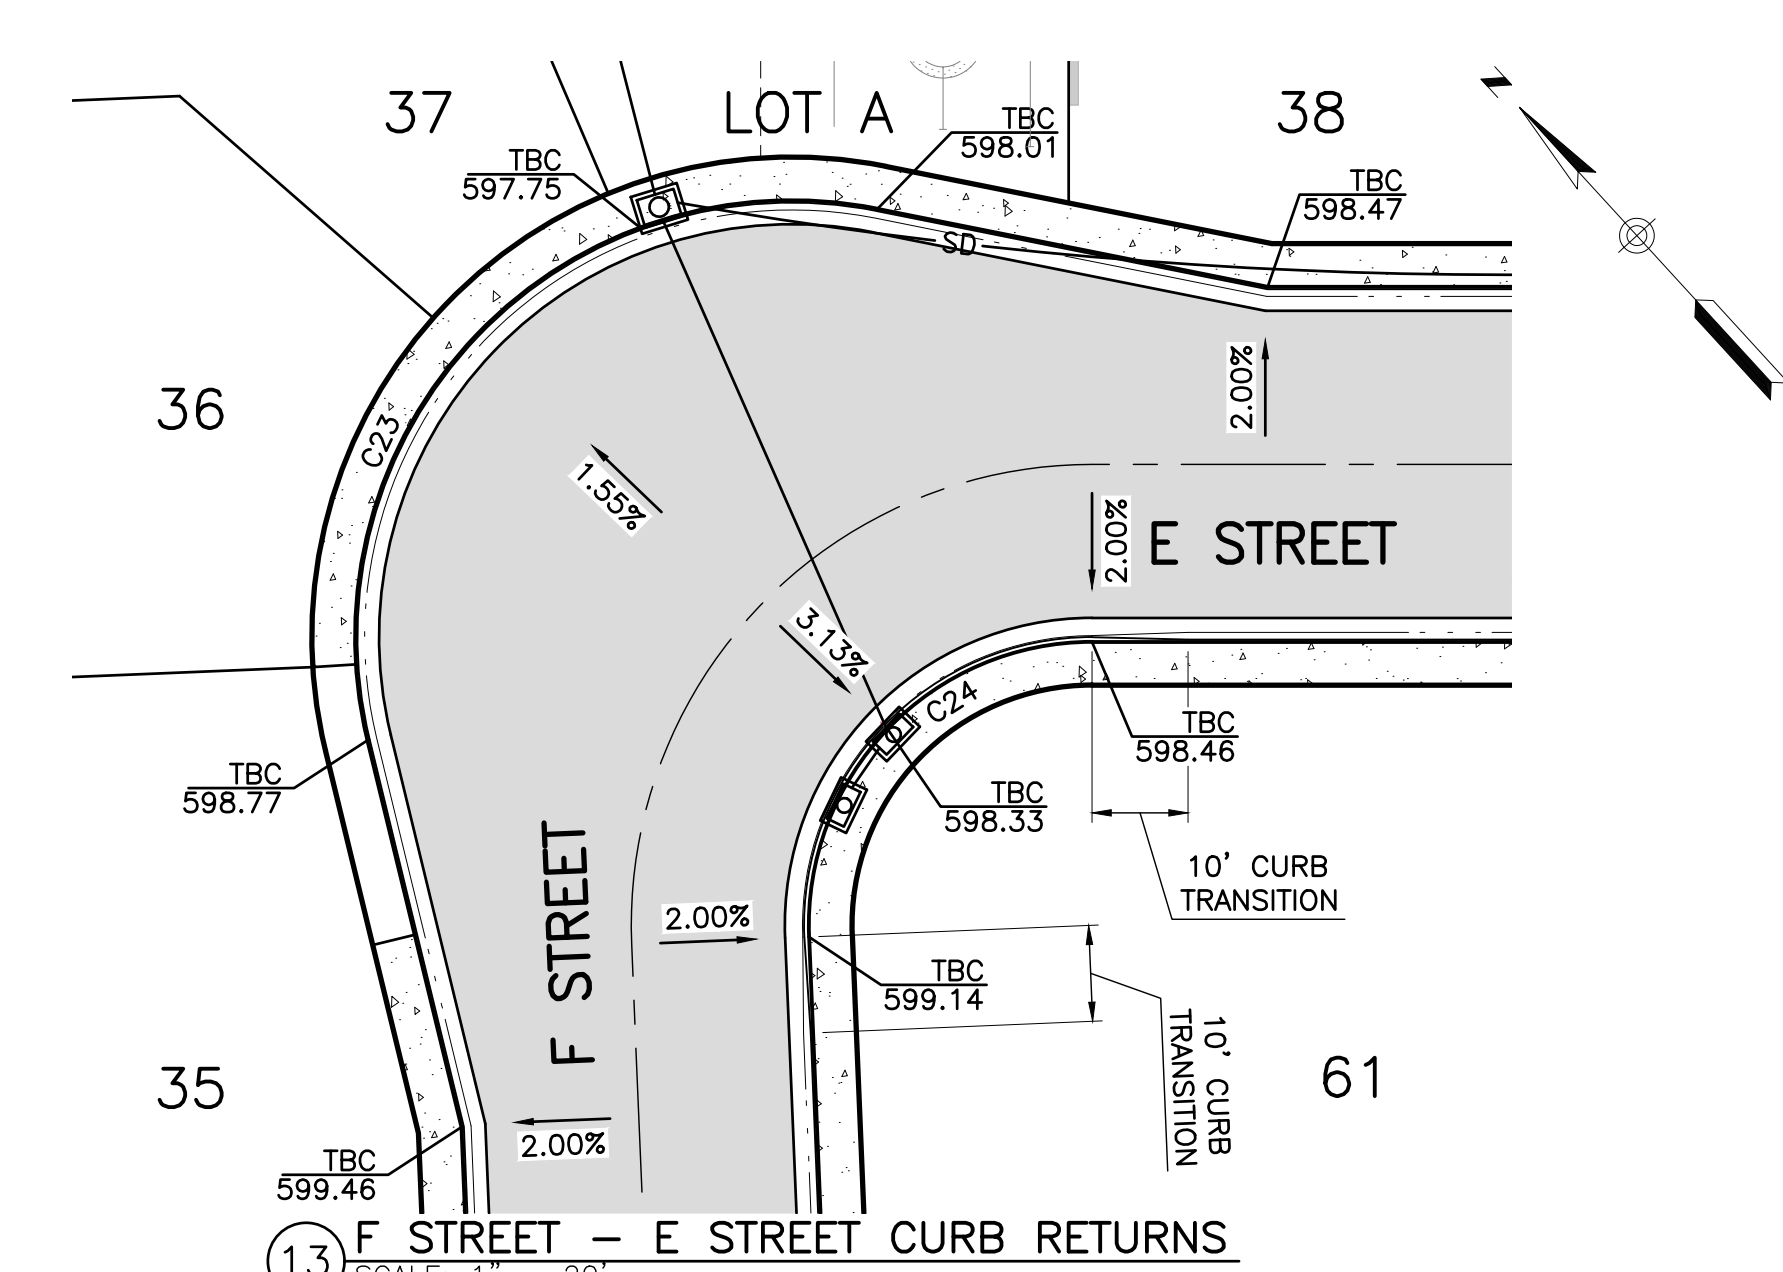 37
LOT A
38
N
TBC
598.01
TBC
597.75
TBC
598.47
SD
36
C23
2.00%
1.55%
2.00%
E STREET
3.13%
C24
TBC
598.46
TBC
598.77
TBC
598.33
10' CURB
TRANSITION
F STREET
2.00%
TBC
599.14
10' CURB
TRANSITION
35
61
2.00%
TBC
599.46
13
F STREET - E STREET CURB RETURNS